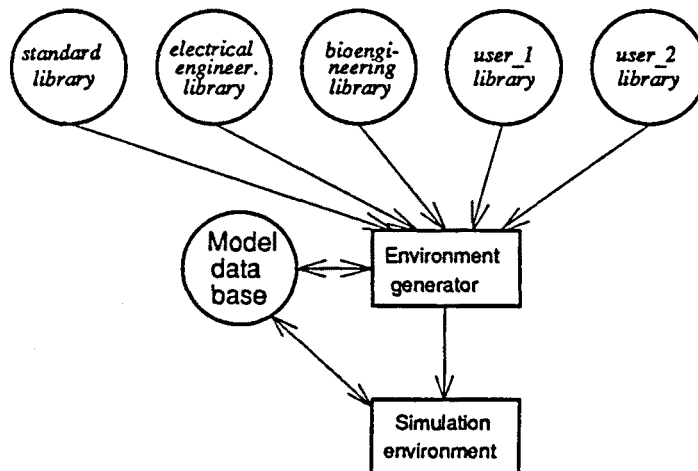 standard
library
electrical
engineer.
library
bioengi-
neering
library
user_1
library
user_2
library
Model
data
base
Environment
generator
Simulation
environment